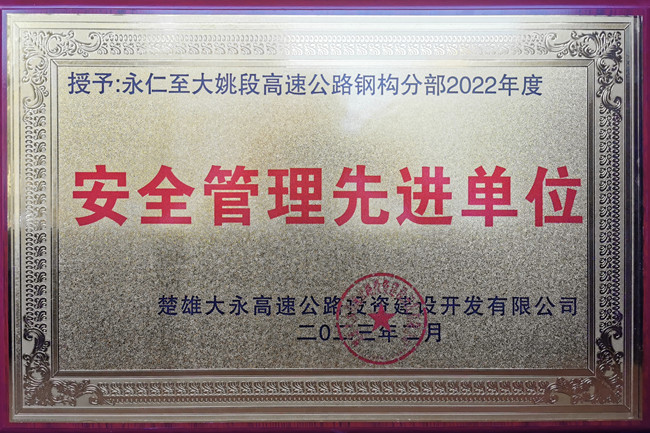 授予:永仁至大姚段高速公路钢构分部2022年度
安全管理先进单位
楚雄大永高速公路投资建设开发有限公司
二〇二三年二月